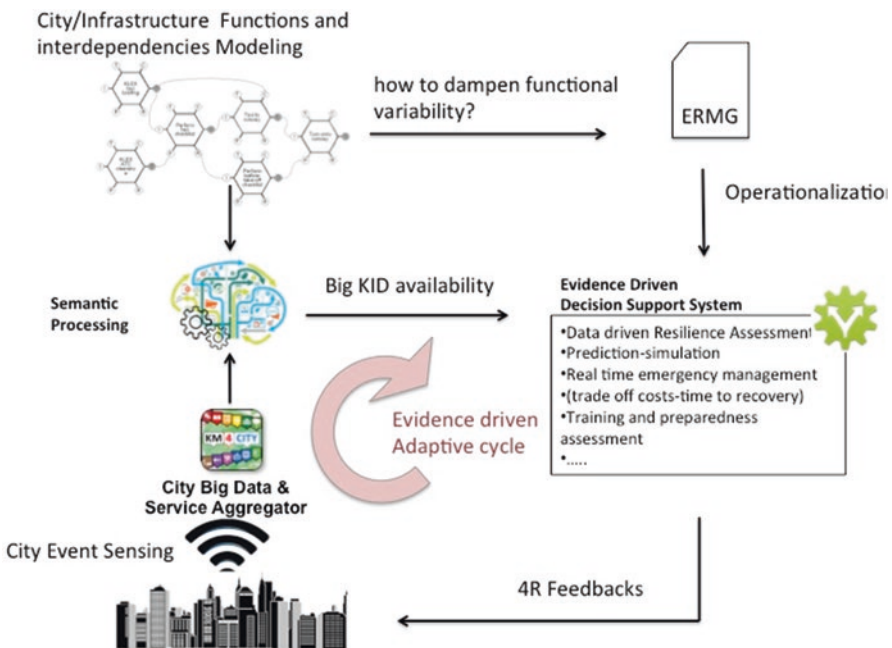 City/Infrastructure Functions and
interdependencies Modeling
how to dampen functional
variability?
ERMG
Operationalization
Semantic
Processing
Big KID availability
Evidence Driven
Decision Support System
•Data driven Resilience Assessment
•Prediction-simulation
•Real time emergency management
•(trade off costs-time to recovery)
•Training and preparedness
assessment
•.....
Evidence driven
Adaptive cycle
KM 4 CITY
City Big Data &
Service Aggregator
City Event Sensing
4R Feedbacks